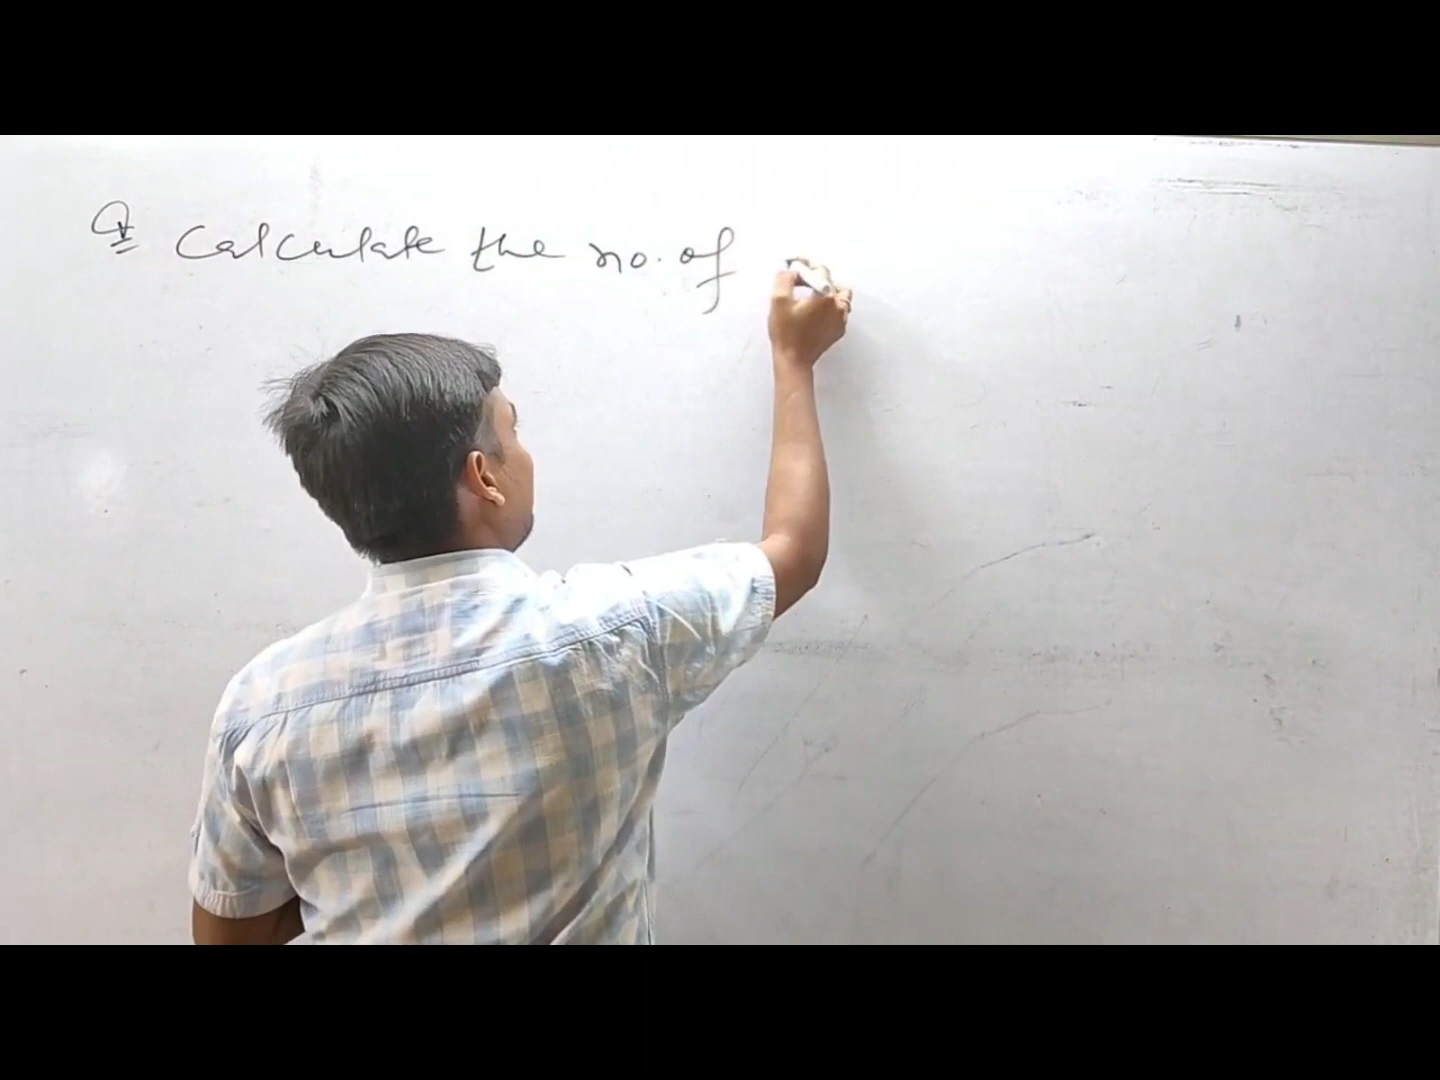 Q Calculate the no. of